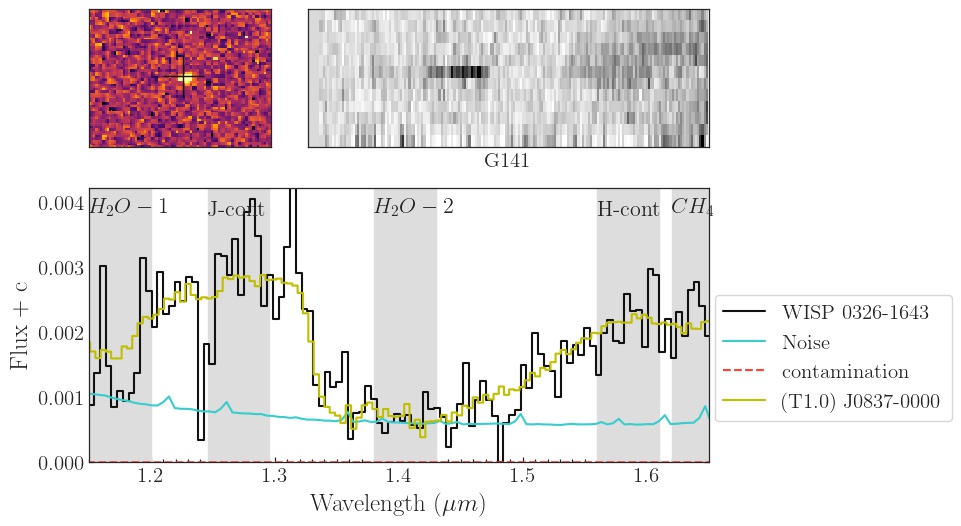 G141
H₂O − 1
J-cont
H₂O − 2
H-cont
CH₄
0.004
0.003
0.002
0.001
0.000
Flux + c
1.2
1.3
1.4
1.5
1.6
Wavelength (μm)
WISP 0326-1643
Noise
contamination
(T1.0) J0837-0000